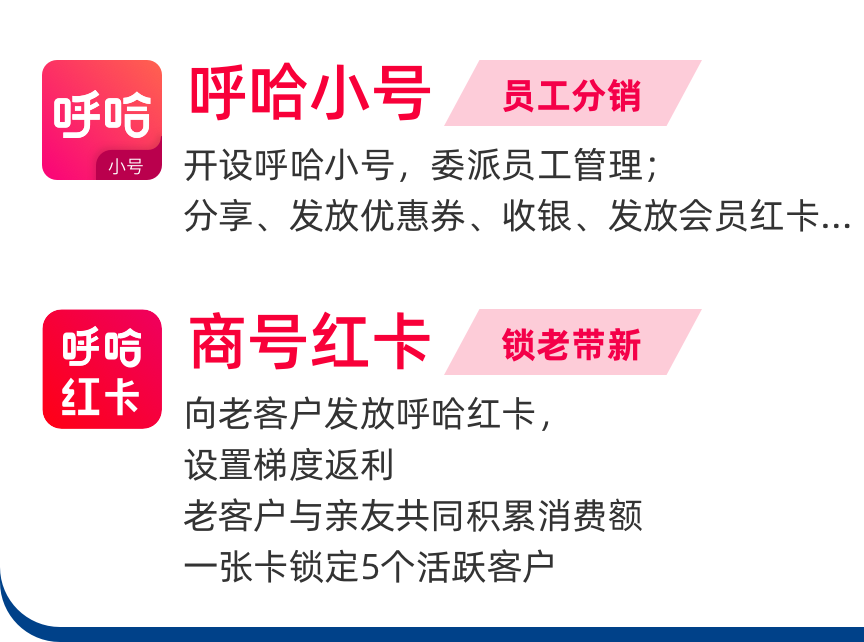 呼哈
小号
呼哈小号
员工分销
开设呼哈小号，委派员工管理；
分享、发放优惠券、收银、发放会员红卡...
呼哈
红卡
商号红卡
锁老带新
向老客户发放呼哈红卡，
设置梯度返利
老客户与亲友共同积累消费额
一张卡锁定5个活跃客户